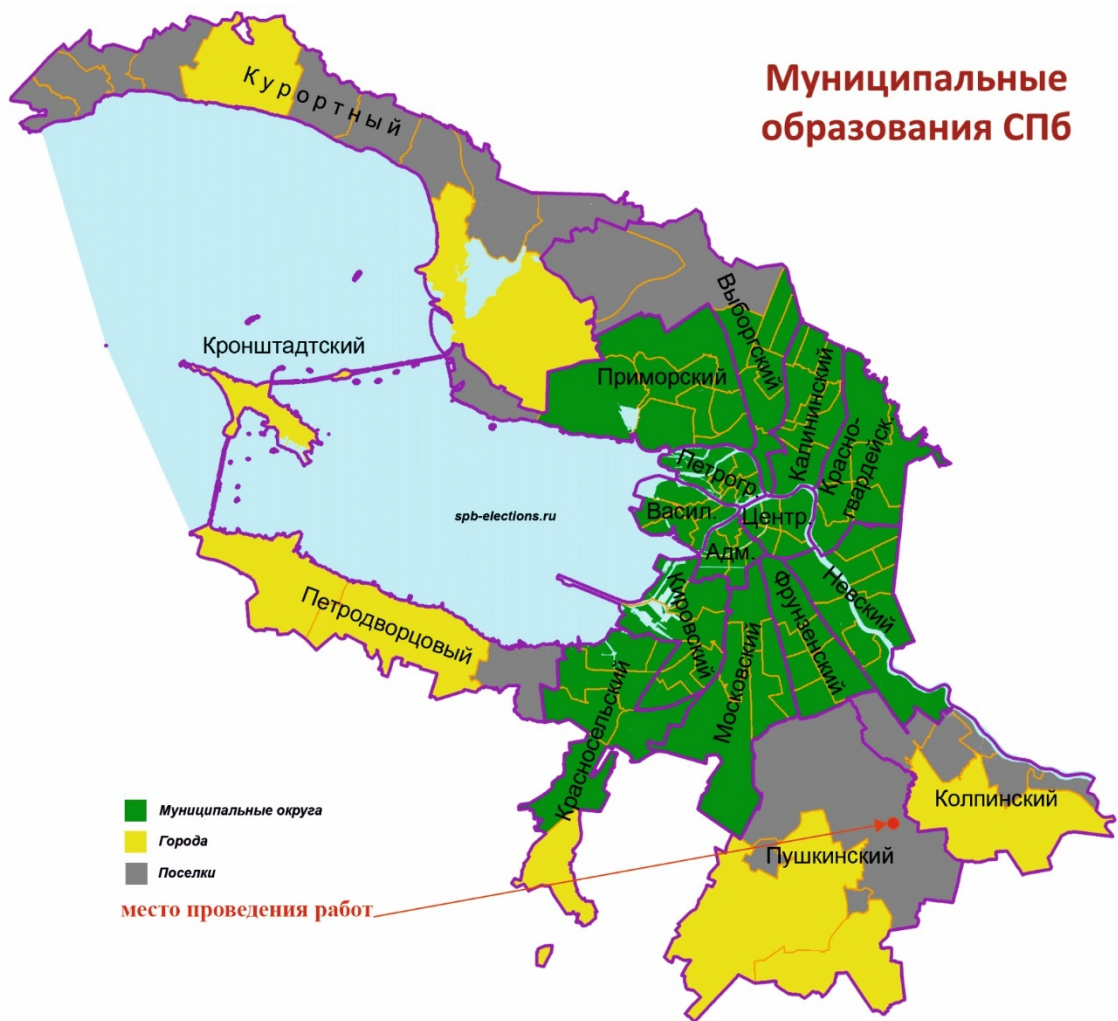 Муниципальные
образования СПб
Курортный
Кронштадтский
Выборгский
Приморский
Калининский
Красно-
гвардейск.
Петрогр.
Васил.
Центр.
Адм.
spb-elections.ru
Кировский
Невский
Фрунзенский
Петродворцовый
Московский
Красносельский
Колпинский
Пушкинский
Муниципальные округа
Города
Поселки
место проведения работ